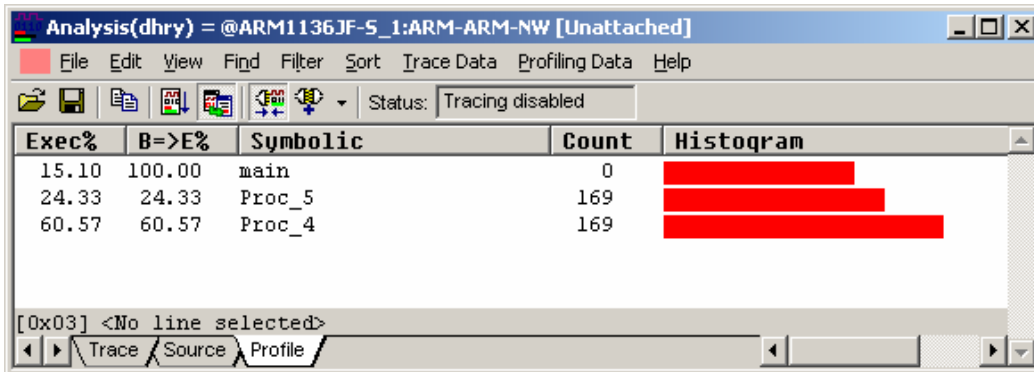 Analysis(dhry) = @ARM1136JF-S_1:ARM-ARM-NW [Unattached]
File Edit View Find Filter Sort Trace Data Profiling Data Help
Status: Tracing disabled
Exec% B=>E% Symbolic Count Histogram
15.10 100.00 main 0
24.33 24.33 Proc_5 169
60.57 60.57 Proc_4 169
[0x03] <No line selected>
Trace Source Profile